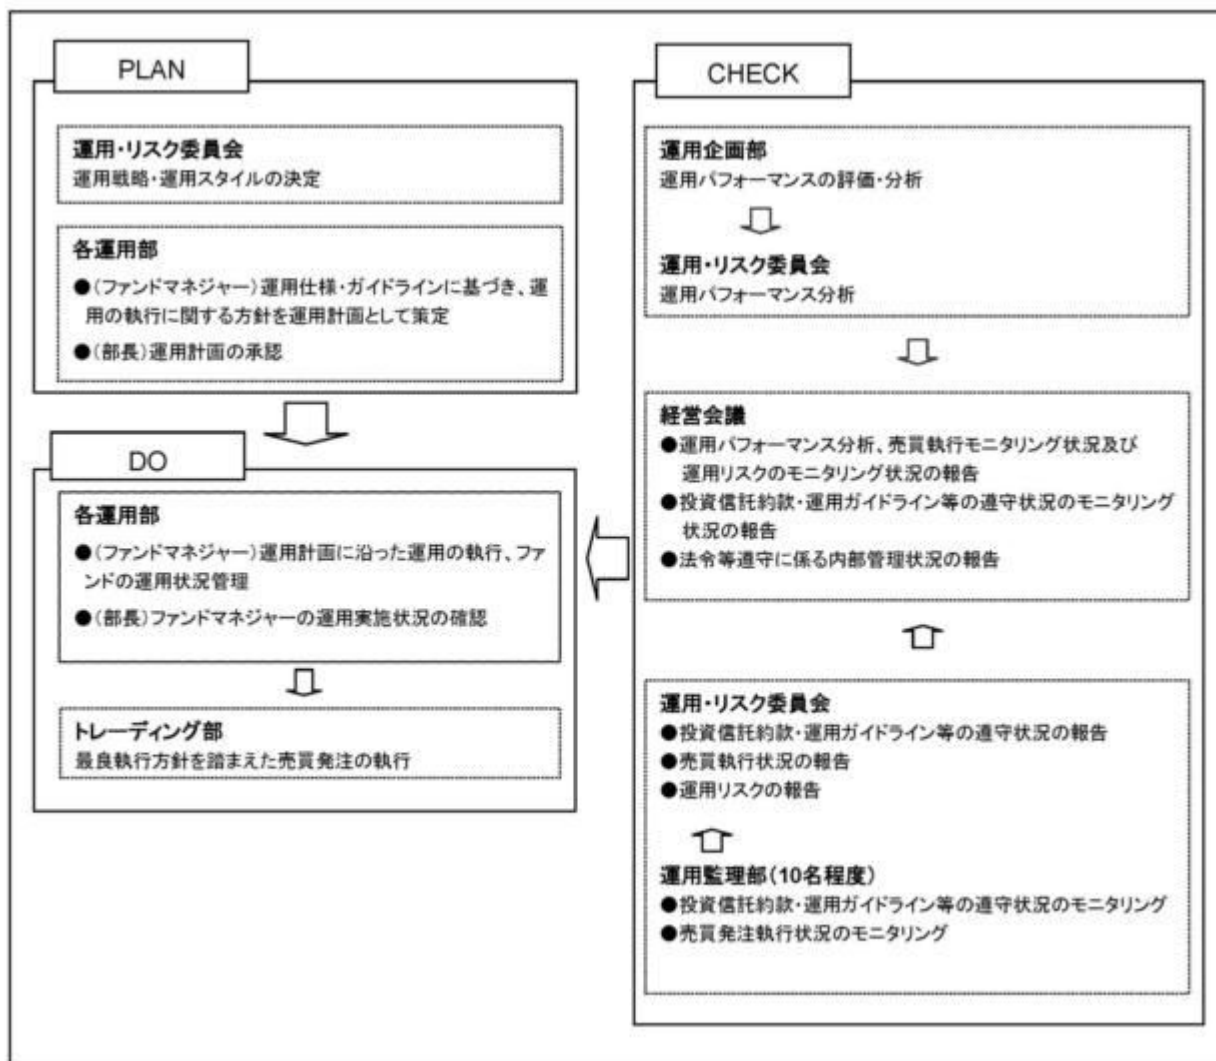 PLAN
運用・リスク委員会
運用戦略・運用スタイルの決定
各運用部
●(ファンドマネジャー)運用仕様・ガイドラインに基づき、運
用の執行に関する方針を運用計画として策定
●(部長)運用計画の承認
DO
各運用部
●(ファンドマネジャー)運用計画に沿った運用の執行、ファ
ンドの運用状況管理
●(部長)ファンドマネジャーの運用実施状況の確認
トレーディング部
最良執行方針を踏まえた売買発注の執行
CHECK
運用企画部
運用パフォーマンスの評価・分析
運用・リスク委員会
運用パフォーマンス分析
経営会議
●運用パフォーマンス分析、売買執行モニタリング状況及び
運用リスクのモニタリング状況の報告
●投資信託約款・運用ガイドライン等の遵守状況のモニタリング
状況の報告
●法令等遵守に係る内部管理状況の報告
運用・リスク委員会
●投資信託約款・運用ガイドライン等の遵守状況の報告
●売買執行状況の報告
●運用リスクの報告
運用監理部(10名程度)
●投資信託約款・運用ガイドライン等の遵守状況のモニタリング
●売買発注執行状況のモニタリング